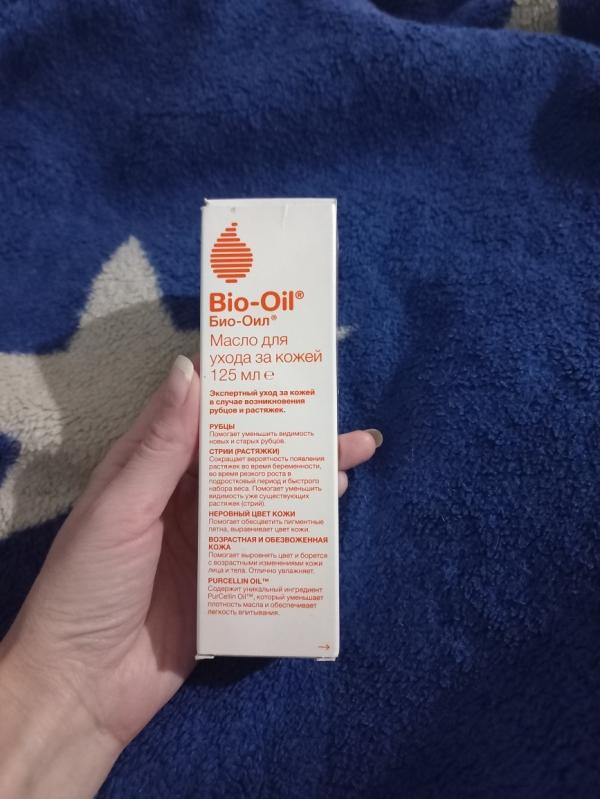 Bio-Oil®
Био-Оил®
Масло для
ухода за кожей
125 мл ℮
Экспертный уход за кожей
в случае возникновения
рубцов и растяжек.
РУБЦЫ
Помогает уменьшить видимость
новых и старых рубцов.
СТРИИ (РАСТЯЖКИ)
Сокращает вероятность появления
растяжек во время беременности,
во время резкого роста в
подростковый период и быстрого
набора веса. Помогает уменьшить
видимость уже существующих
растяжек (стрий).
НЕРОВНЫЙ ЦВЕТ КОЖИ
Помогает обесцветить пигментные
пятна, выравнивает цвет кожи.
ВОЗРАСТНАЯ И ОБЕЗВОЖЕННАЯ
КОЖА
Помогает выровнять цвет и борется
с возрастными изменениями кожи
лица и тела. Отлично увлажняет.
PURCELLIN OIL™
Содержит уникальный ингредиент
PurCellin Oil™, который уменьшает
плотность масла и обеспечивает
легкость впитывания.